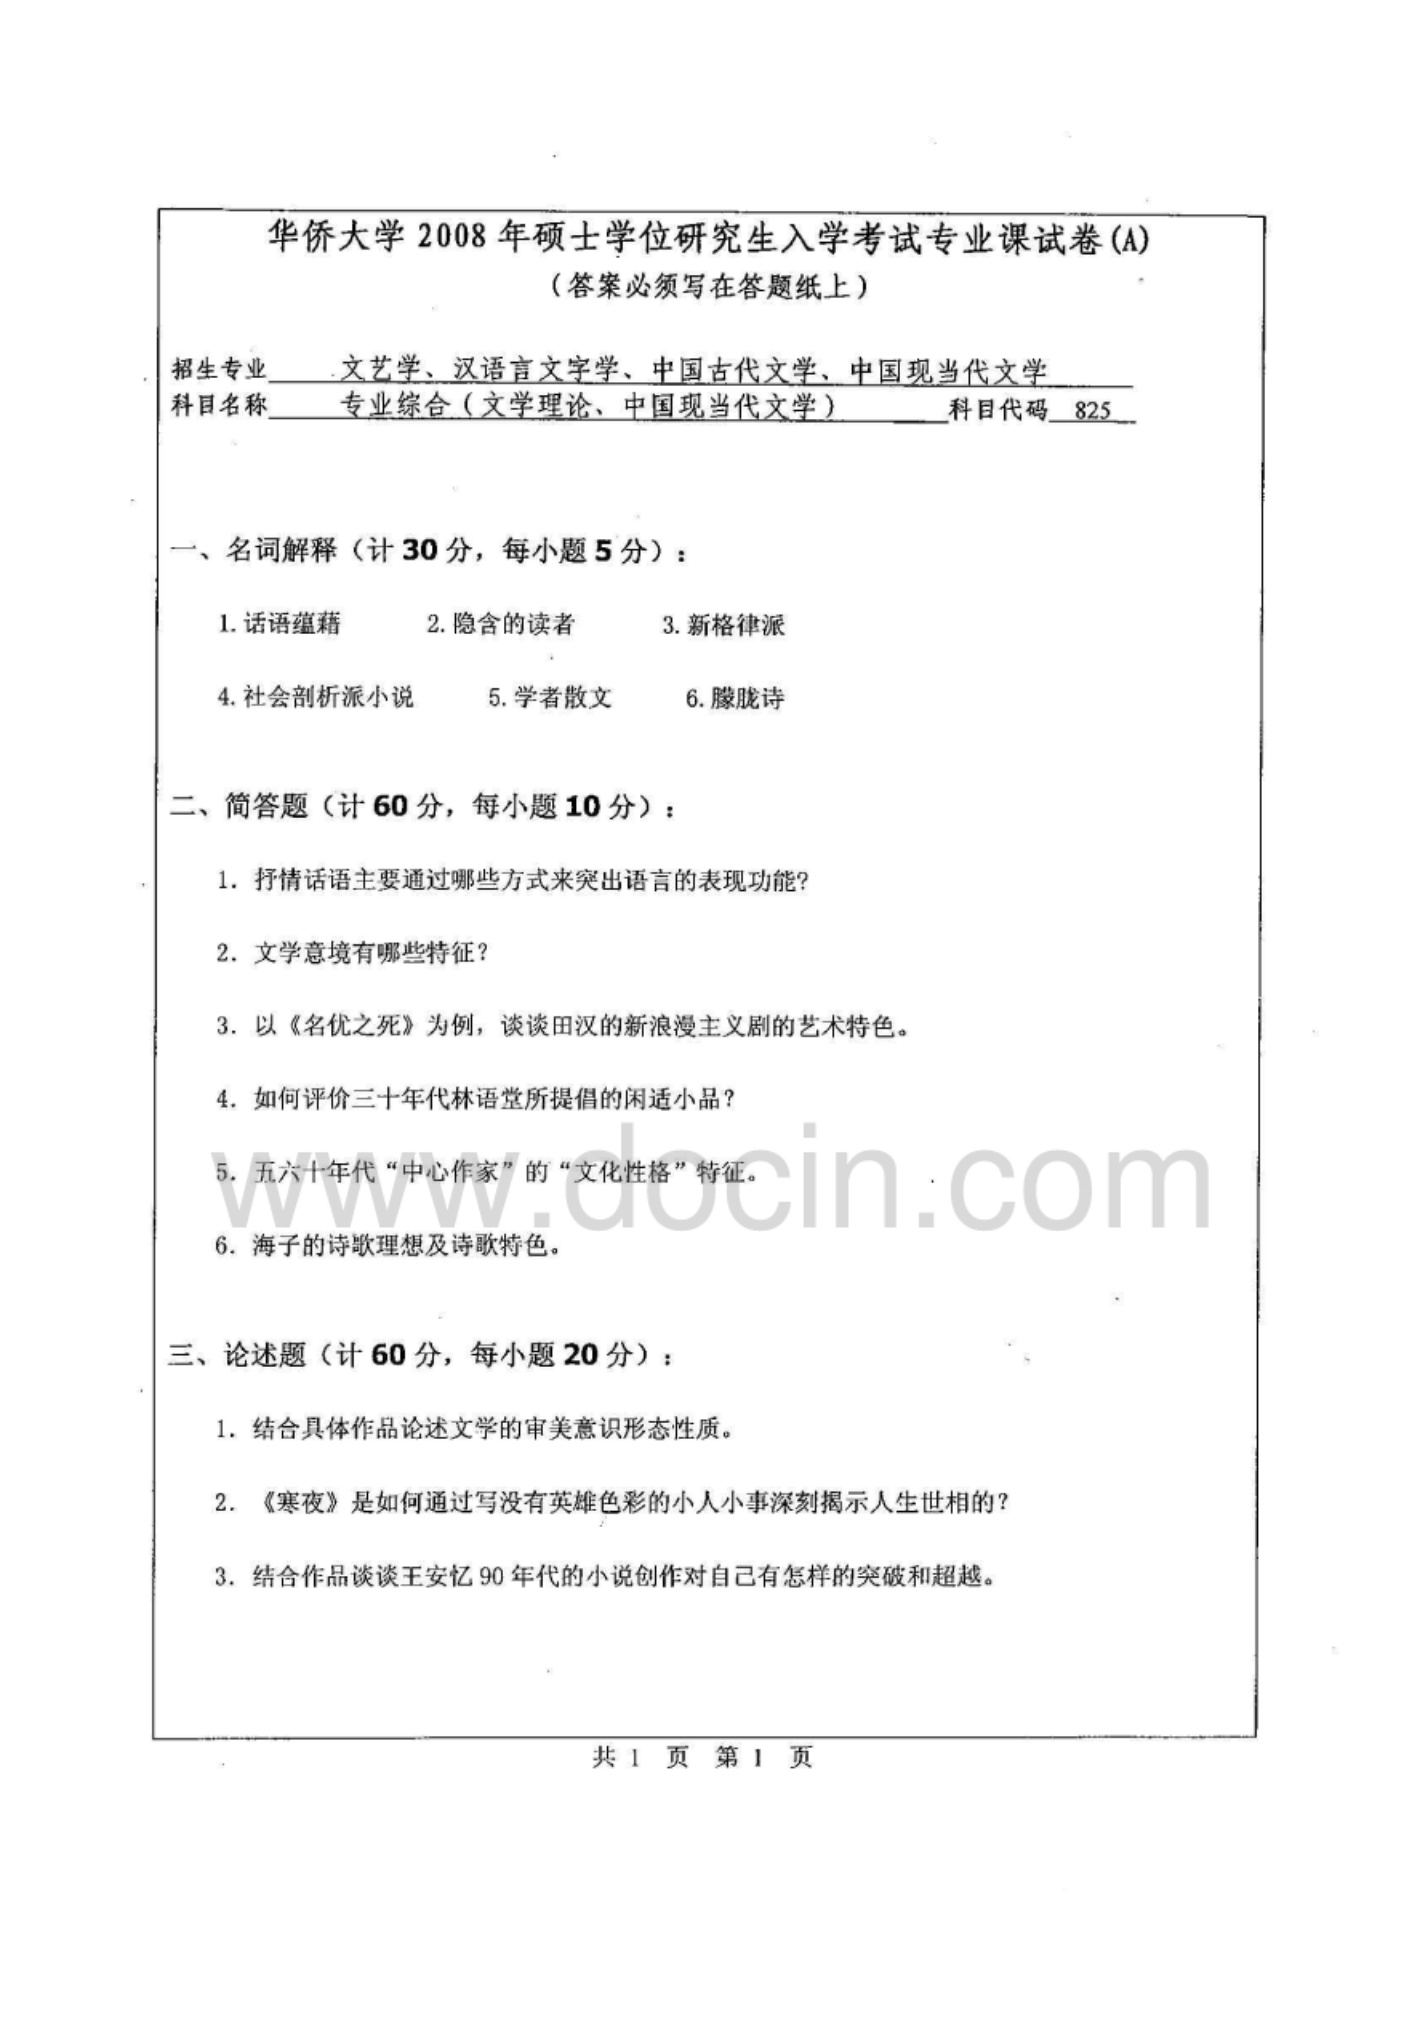 华侨大学 2008 年硕士学位研究生入学考试专业课试卷(A)
（答案必须写在答题纸上）
招生专业 文艺学、汉语言文字学、中国古代文学、中国现当代文学
科目名称 专业综合（文学理论、中国现当代文学） 科目代码 825
一、名词解释（计 30 分，每小题 5 分）：
1. 话语蕴藉 2. 隐含的读者 3. 新格律派
4. 社会剖析派小说 5. 学者散文 6. 朦胧诗
二、简答题（计 60 分，每小题 10 分）：
1. 抒情话语主要通过哪些方式来突出语言的表现功能?
2. 文学意境有哪些特征?
3. 以《名优之死》为例，谈谈田汉的新浪漫主义剧的艺术特色。
4. 如何评价三十年代林语堂所提倡的闲适小品?
5. 五六十年代“中心作家”的“文化性格”特征。
www.docin.com
6. 海子的诗歌理想及诗歌特色。
三、论述题（计 60 分，每小题 20 分）：
1. 结合具体作品论述文学的审美意识形态性质。
2. 《寒夜》是如何通过写没有英雄色彩的小人小事深刻揭示人生世相的?
3. 结合作品谈谈王安忆 90 年代的小说创作对自己有怎样的突破和超越。
共 1 页 第 1 页